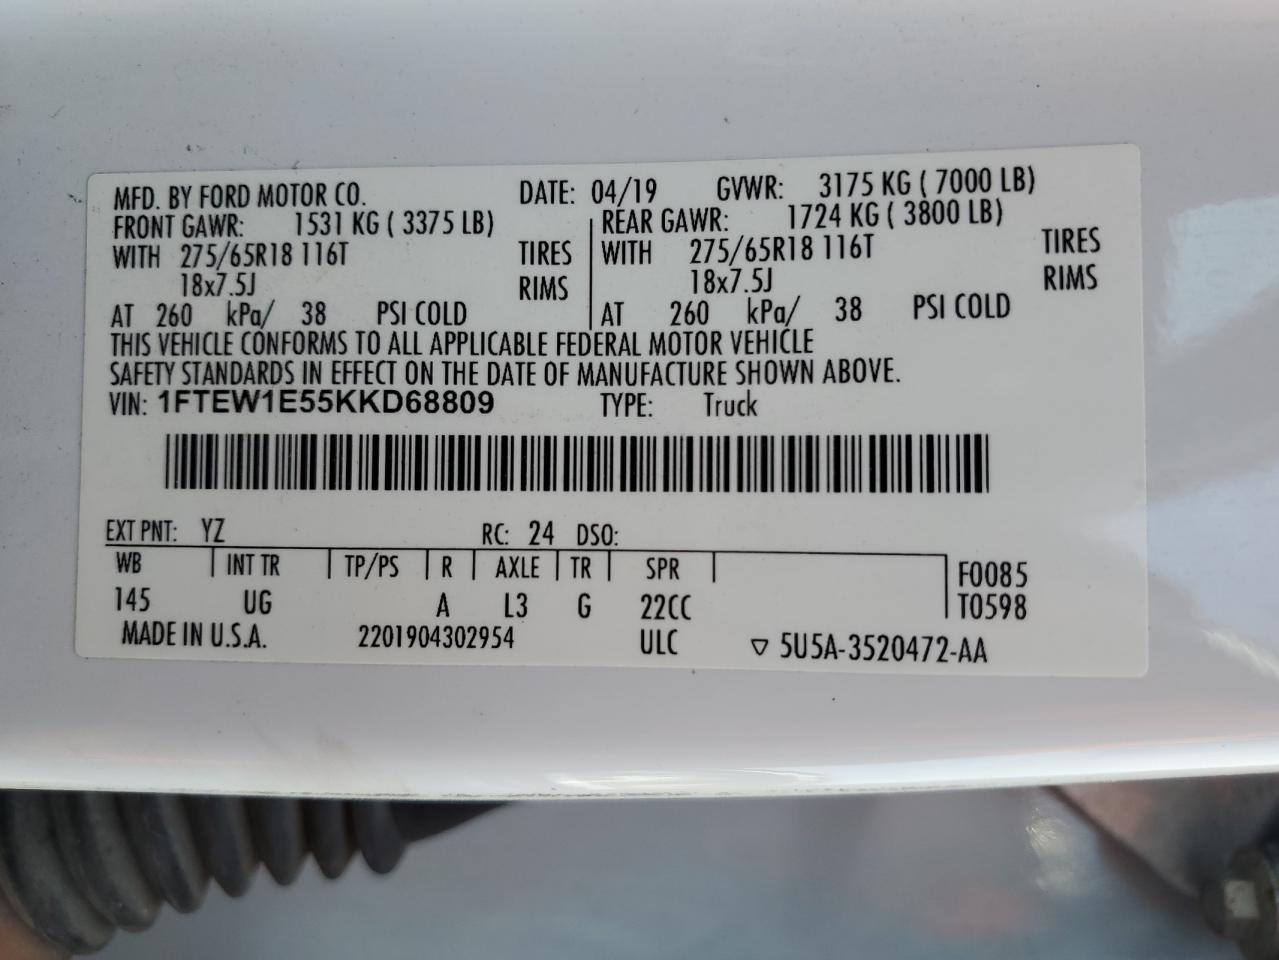 MFD. BY FORD MOTOR CO. DATE: 04/19 GVWR: 3175 KG ( 7000 LB)
FRONT GAWR: 1531 KG ( 3375 LB) REAR GAWR: 1724 KG ( 3800 LB)
WITH 275/65R18 116T TIRES WITH 275/65R18 116T TIRES
18x7.5J RIMS 18x7.5J RIMS
AT 260 kPa/ 38 PSI COLD AT 260 kPa/ 38 PSI COLD
THIS VEHICLE CONFORMS TO ALL APPLICABLE FEDERAL MOTOR VEHICLE
SAFETY STANDARDS IN EFFECT ON THE DATE OF MANUFACTURE SHOWN ABOVE.
VIN: 1FTEW1E55KKD68809 TYPE: Truck
EXT PNT: YZ RC: 24 DSO:
WB INT TR TP/PS R AXLE TR SPR F0085
145 UG A L3 G 22CC T0598
MADE IN U.S.A. 2201904302954 ULC ▽ 5U5A-3520472-AA